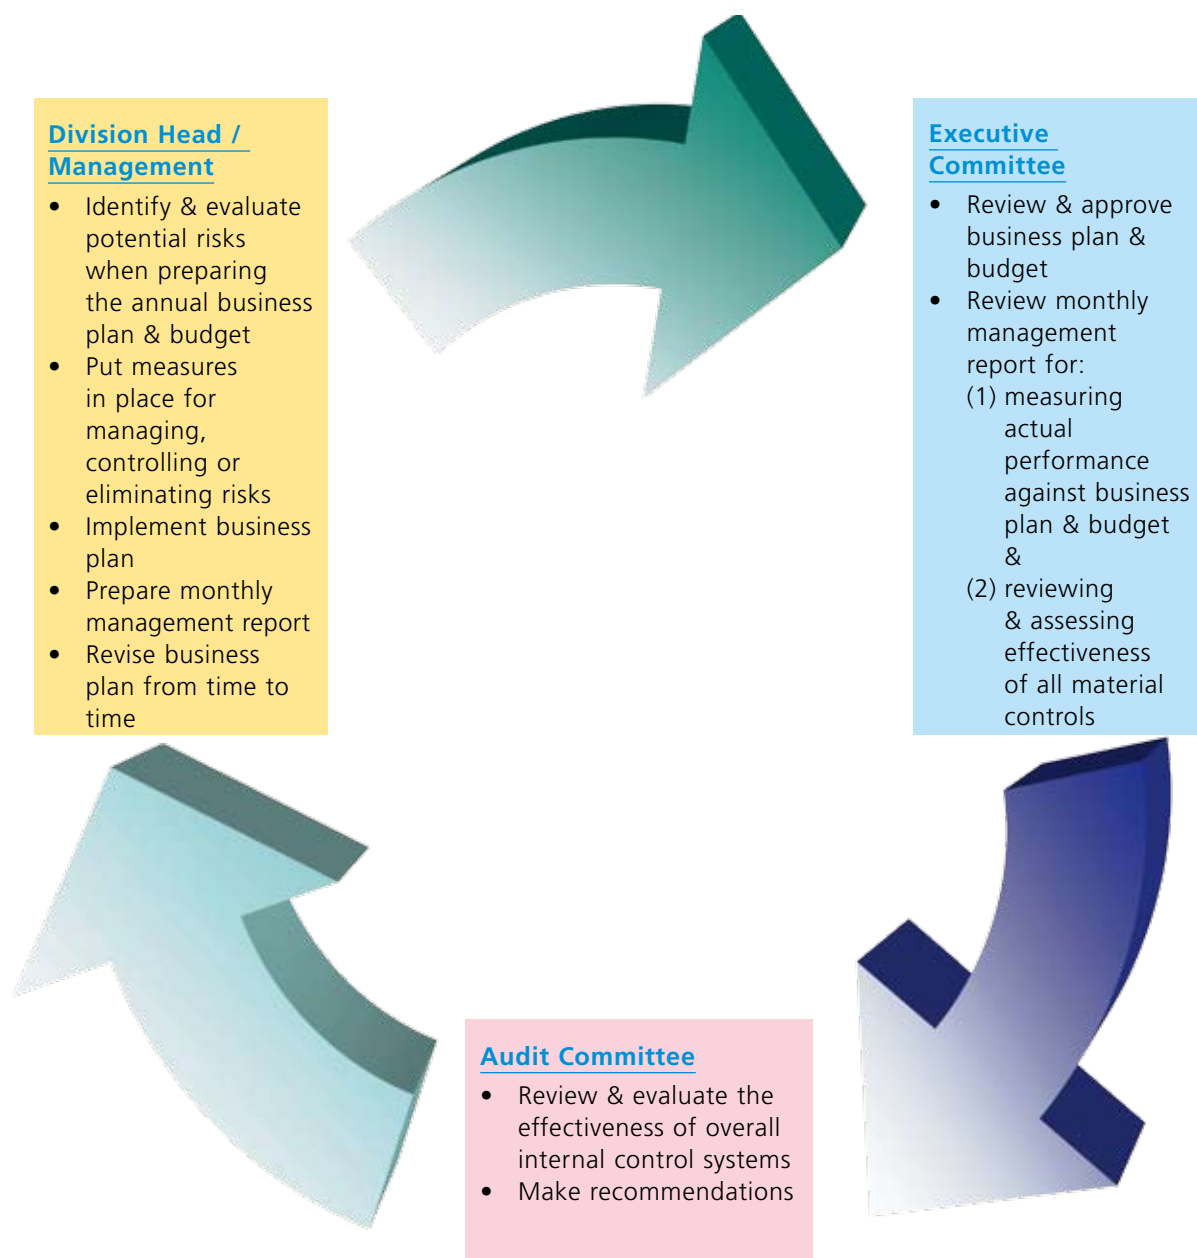 Division Head /
Management
• Identify & evaluate
potential risks
when preparing
the annual business
plan & budget
• Put measures
in place for
managing,
controlling or
eliminating risks
• Implement business
plan
• Prepare monthly
management report
• Revise business
plan from time to
time
Executive
Committee
• Review & approve
business plan &
budget
• Review monthly
management
report for:
(1) measuring
actual
performance
against business
plan & budget
&
(2) reviewing
& assessing
effectiveness
of all material
controls
Audit Committee
• Review & evaluate the
effectiveness of overall
internal control systems
• Make recommendations